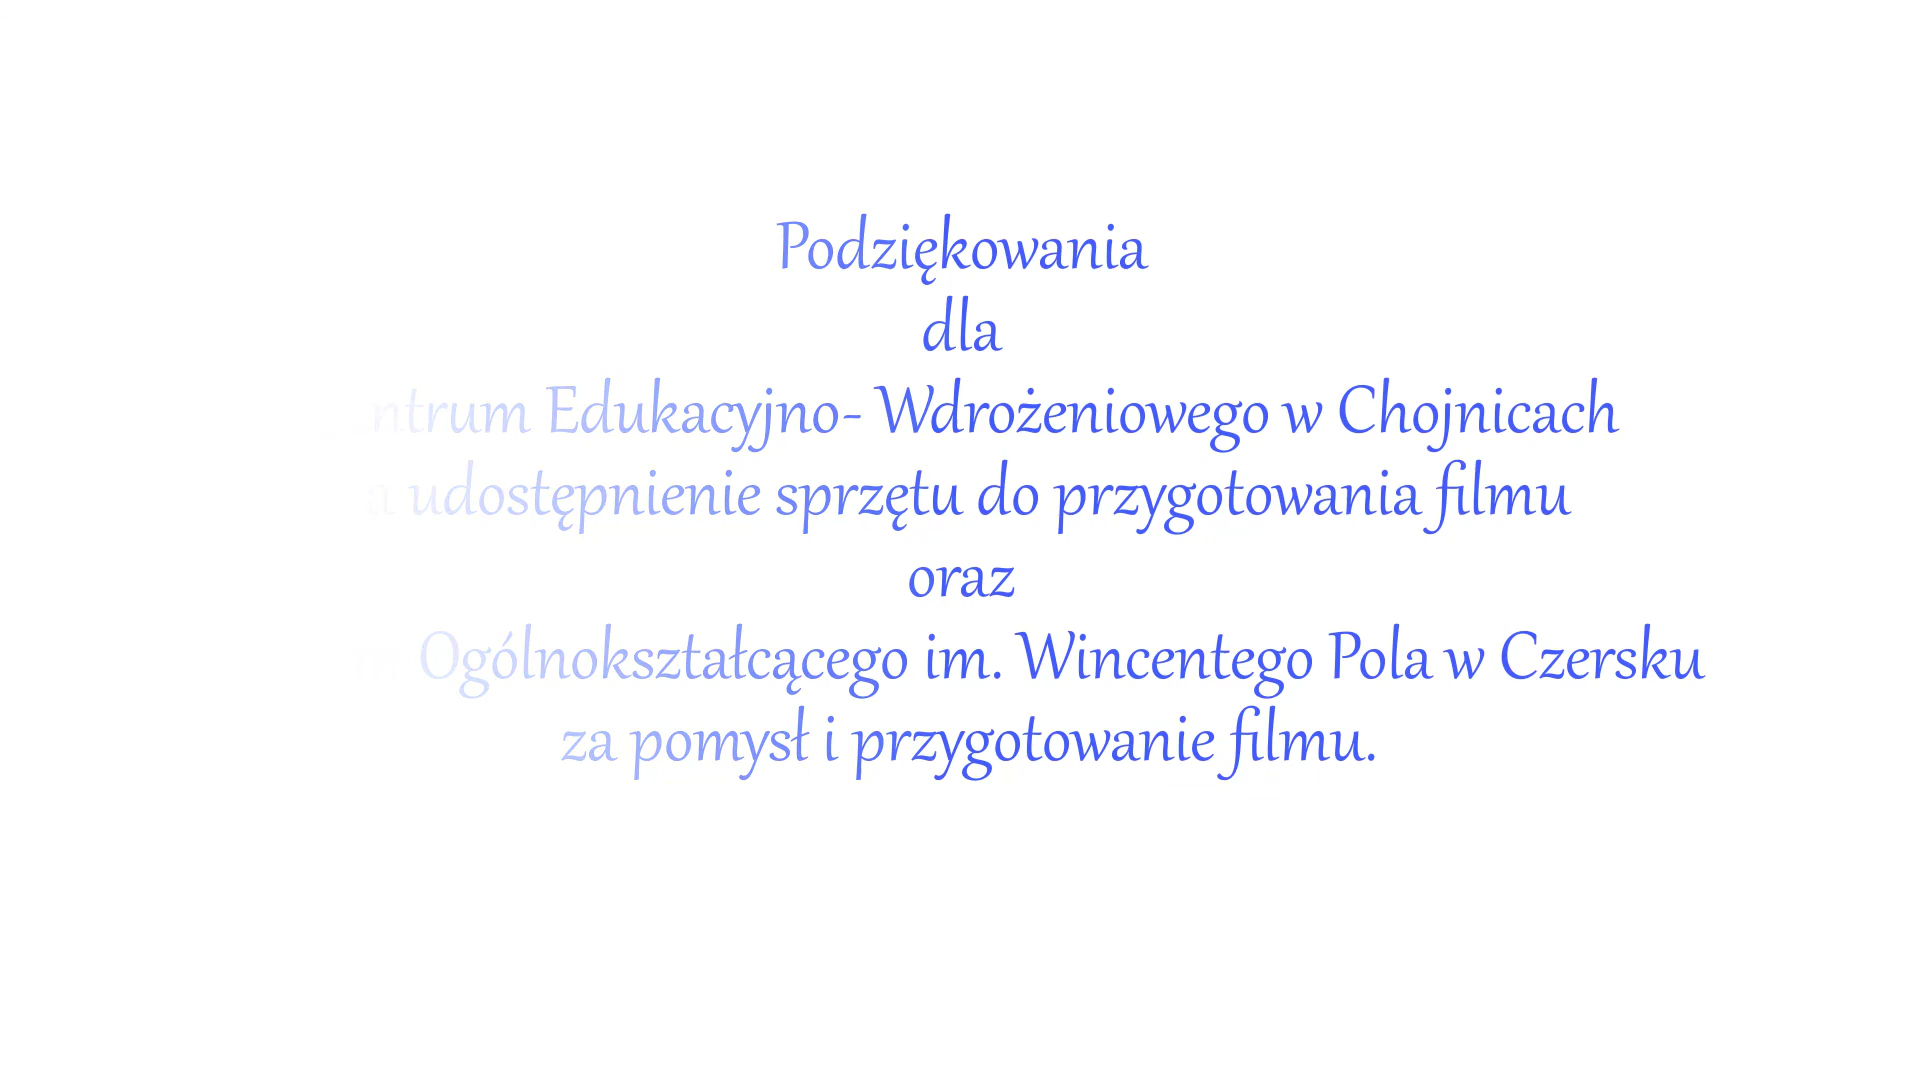 Podziękowania
dla
ntrum Edukacyjno- Wdrożeniowego w Chojnicach
udostępnienie sprzętu do przygotowania filmu
oraz
Ogólnokształcącego im. Wincentego Pola w Czersku
za pomysł i przygotowanie filmu.